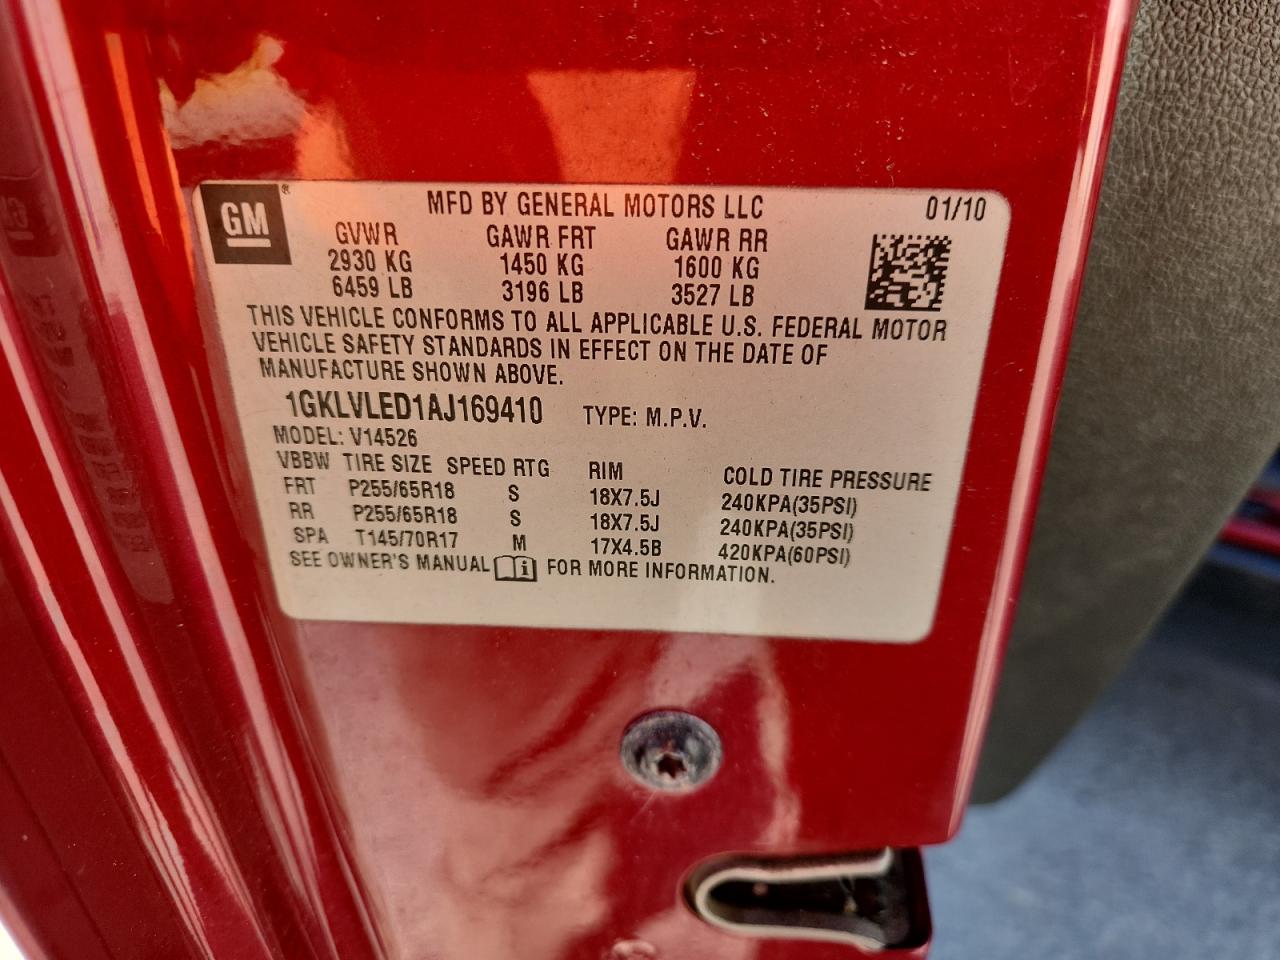 GM®
MFD BY GENERAL MOTORS LLC 01/10
GVWR GAWR FRT GAWR RR
2930 KG 1450 KG 1600 KG
6459 LB 3196 LB 3527 LB
THIS VEHICLE CONFORMS TO ALL APPLICABLE U.S. FEDERAL MOTOR
VEHICLE SAFETY STANDARDS IN EFFECT ON THE DATE OF
MANUFACTURE SHOWN ABOVE.
1GKLVLED1AJ169410 TYPE: M.P.V.
MODEL: V14526
VBBW TIRE SIZE SPEED RTG RIM COLD TIRE PRESSURE
FRT P255/65R18 S 18X7.5J 240KPA(35PSI)
RR P255/65R18 S 18X7.5J 240KPA(35PSI)
SPA T145/70R17 M 17X4.5B 420KPA(60PSI)
SEE OWNER'S MANUAL FOR MORE INFORMATION.